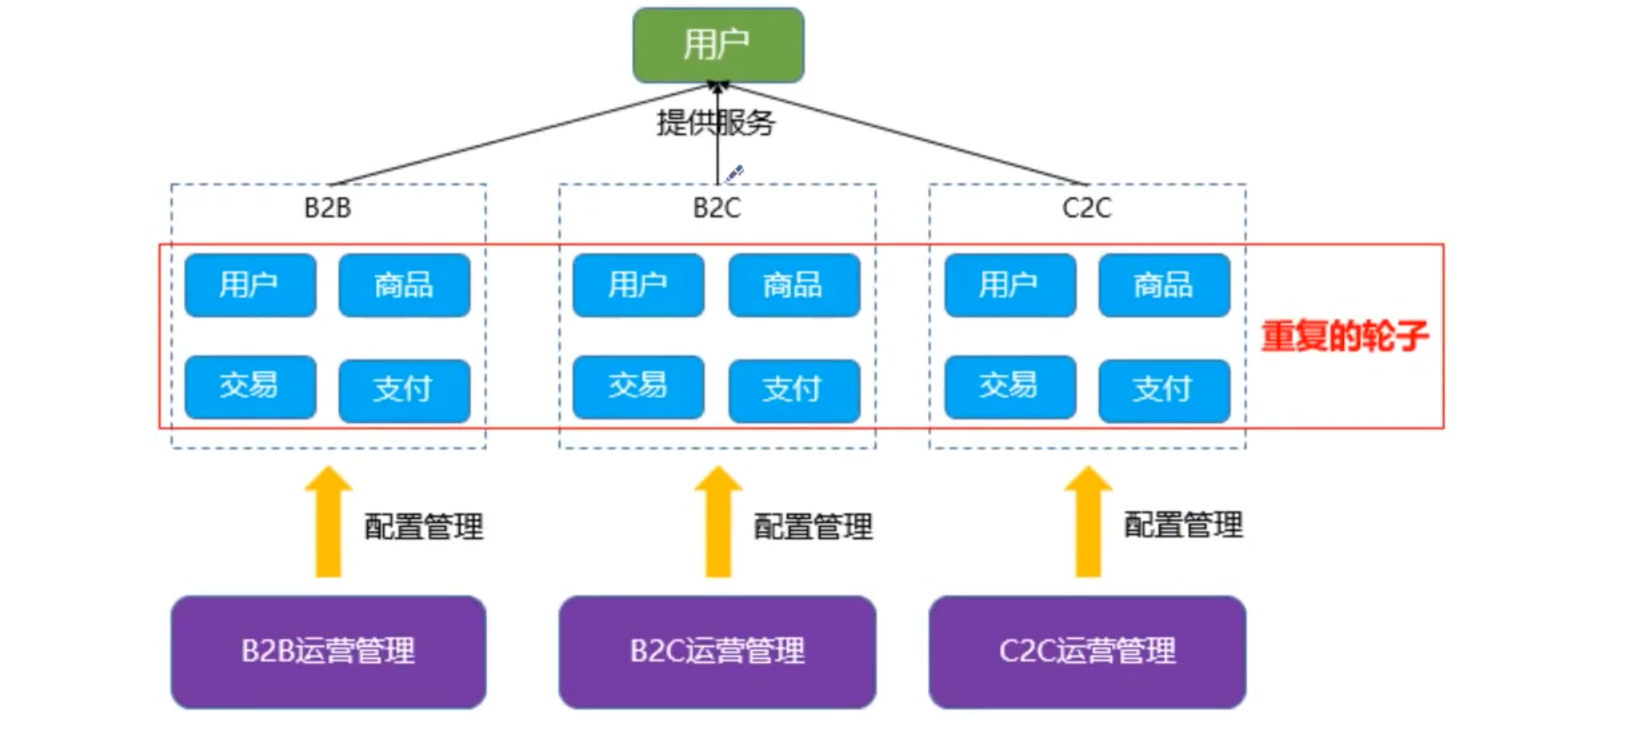 用户
提供服务
B2B
B2C
C2C
用户 商品
用户 商品
用户 商品
重复的轮子
交易 支付
交易 支付
交易 支付
配置管理
配置管理
配置管理
B2B运营管理
B2C运营管理
C2C运营管理